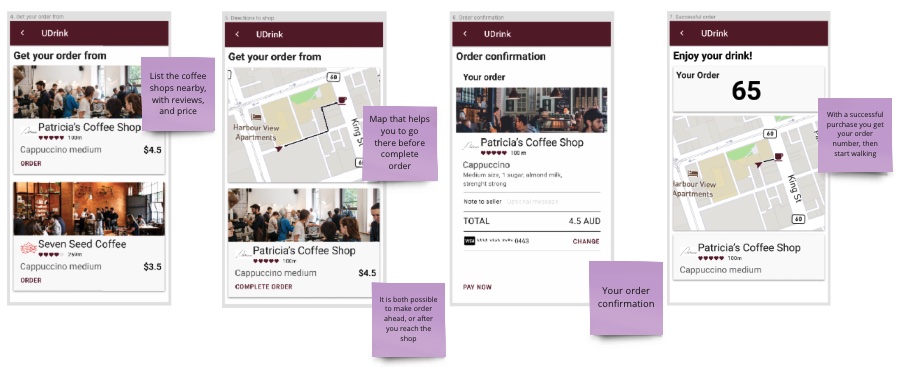 4. Get your order from
UDrink
Get your order from
Patricia's Coffee Shop
100m
Cappuccino medium
$4.5
ORDER
Seven Seed Coffee
250m
Cappuccino medium
$3.5
ORDER
List the coffee
shops nearby,
with reviews,
and price
5. Directions to shop
UDrink
Get your order from
60
Harbour View
Apartments
King St
60
Patricia's Coffee Shop
100m
Cappuccino medium
$4.5
COMPLETE ORDER
Map that helps
you to go
there before
complete
order
It is both possible
to make order
ahead, or after
you reach the
shop
6. Order confirmation
UDrink
Order confirmation
Your order
Patricia's Coffee Shop
100 m
Cappuccino
Medium size, 1 sugar, almond milk,
strenght strong
Note to seller Optional message
TOTAL
4.5 AUD
VISA
0463
CHANGE
PAY NOW
Your order
confirmation
7. Successful order
UDrink
Enjoy your drink!
Your Order
65
60
Harbour View
Apartments
King St
60
Patricia's Coffee Shop
100m
Cappuccino medium
With a successful
purchase you get
your order
number, then
start walking